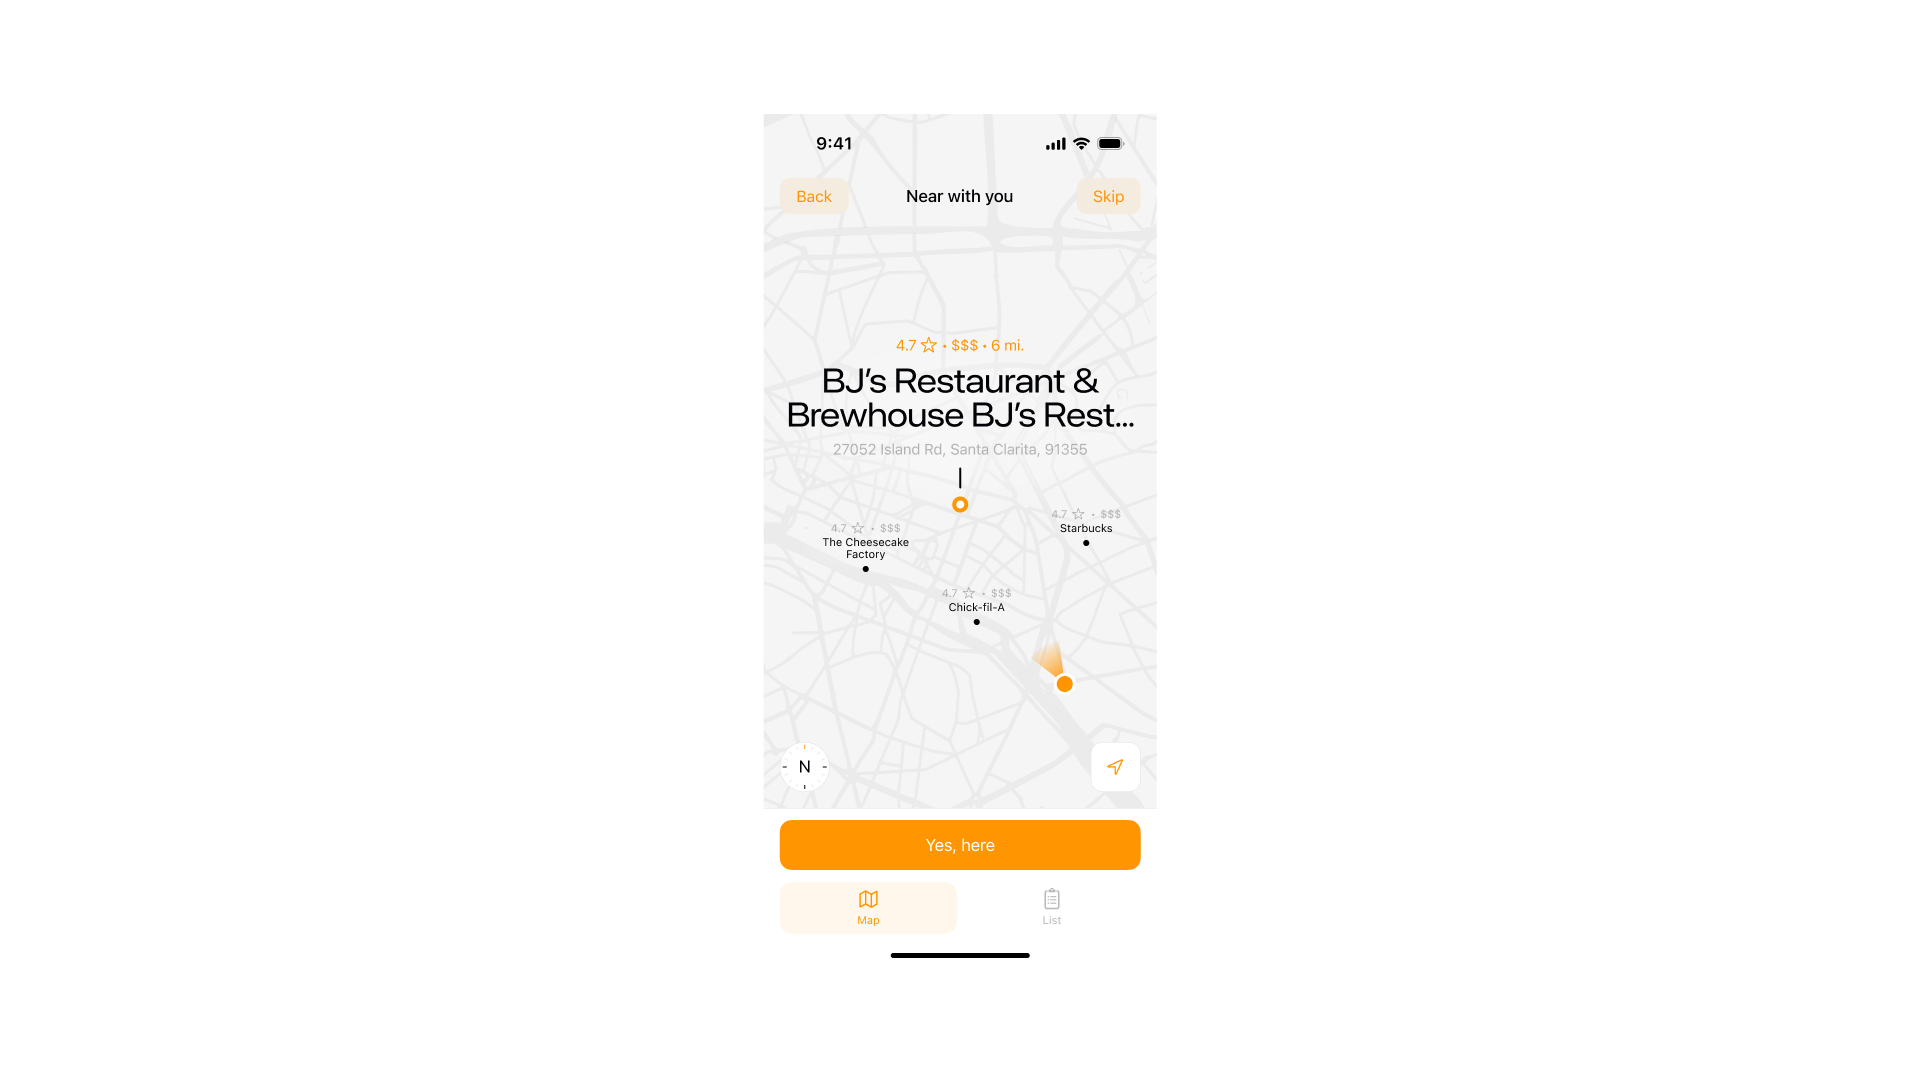 9:41
Back
Near with you
Skip
4.7 ☆ • $$$ • 6 mi.
BJ’s Restaurant &
Brewhouse BJ’s Rest...
27052 Island Rd, Santa Clarita, 91355
4.7 ☆ • $$$
Starbucks
4.7 ☆ • $$$
The Cheesecake
Factory
4.7 ☆ • $$$
Chick-fil-A
N
Yes, here
Map
List